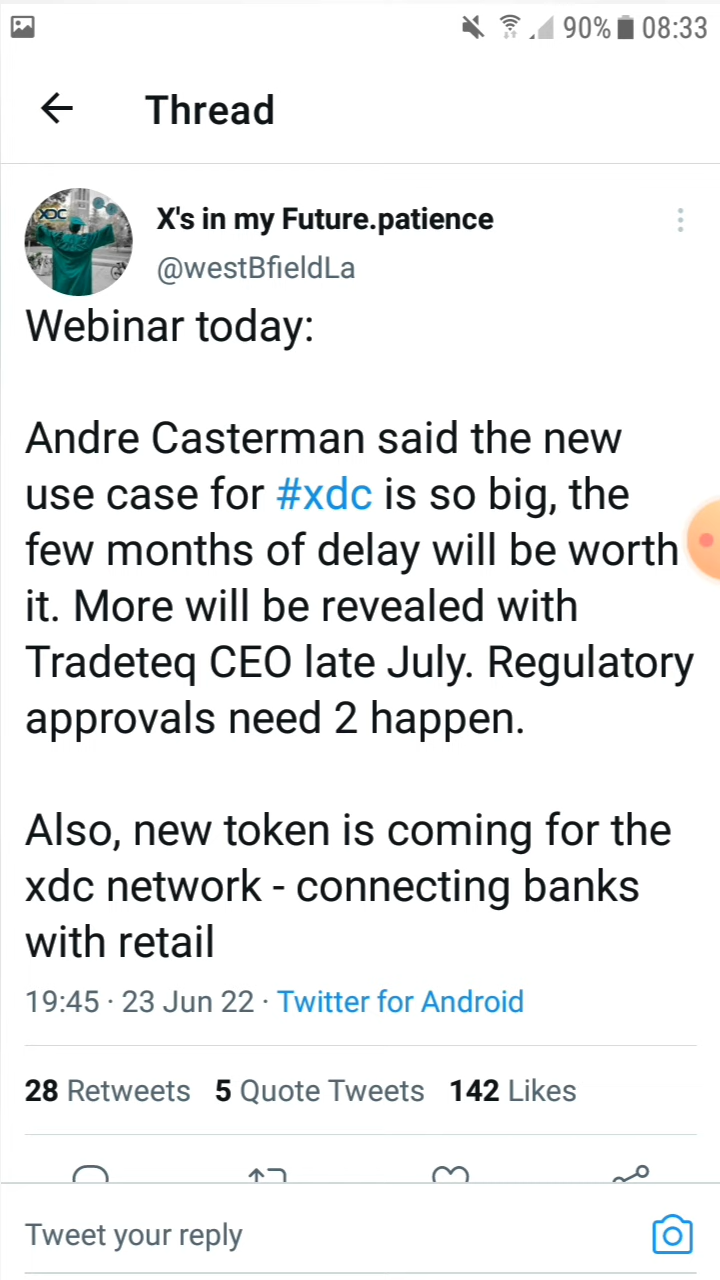 90% 08:33
Thread
XDC
X's in my Future.patience
@westBfieldLa
Webinar today:
Andre Casterman said the new
use case for #xdc is so big, the
few months of delay will be worth
it. More will be revealed with
Tradeteq CEO late July. Regulatory
approvals need 2 happen.
Also, new token is coming for the
xdc network - connecting banks
with retail
19:45 · 23 Jun 22 · Twitter for Android
28 Retweets 5 Quote Tweets 142 Likes
Tweet your reply